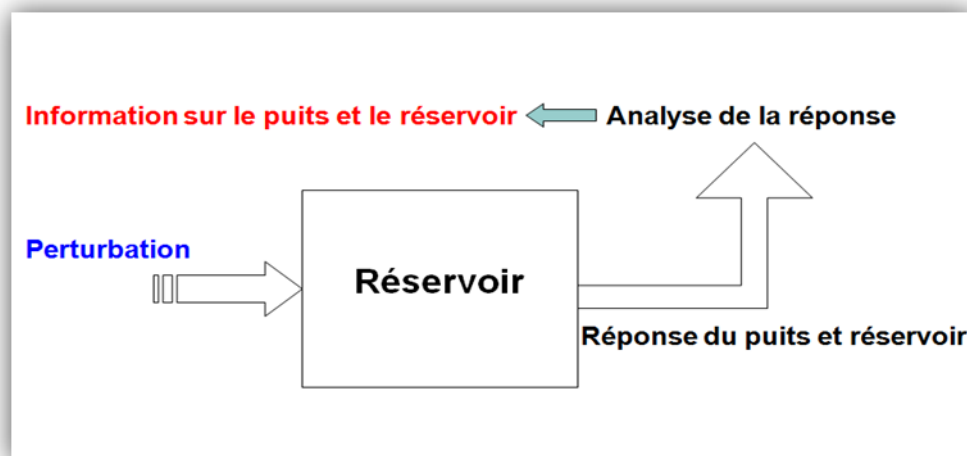 Information sur le puits et le réservoir
Analyse de la réponse
Perturbation
Réservoir
Réponse du puits et réservoir